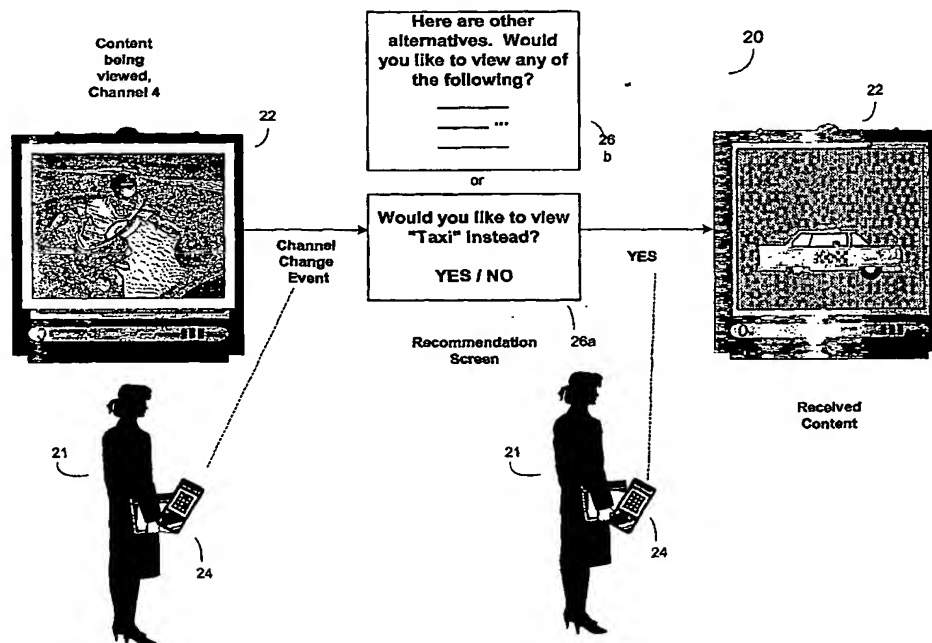 Content
being
viewed,
Channel 4
22
Here are other
alternatives. Would
you like to view any of
the following?
...
26
b
20
22
or
Would you like to view
"Taxi" instead?
YES / NO
Channel
Change
Event
YES
26a
Recommendation
Screen
Received
Content
21
24
21
24